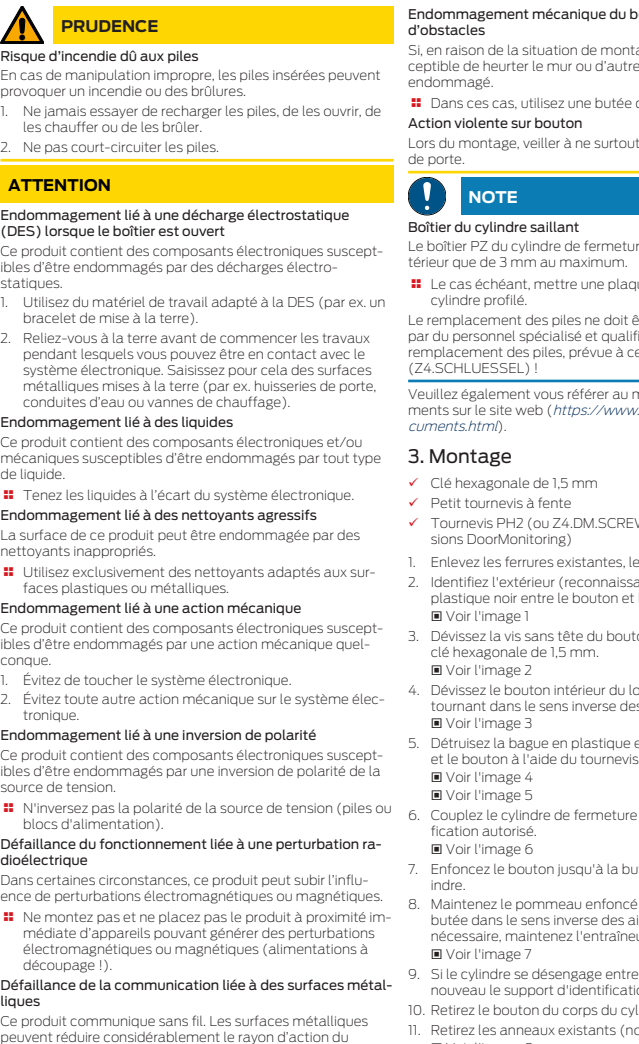 PRUDENCE
Risque d'incendie dû aux piles
En cas de manipulation impropre, les piles insérées peuvent
provoquer un incendie ou des brûlures.
1. Ne jamais essayer de recharger les piles, de les ouvrir, de
les chauffer ou de les brûler.
2. Ne pas court-circuiter les piles.
ATTENTION
Endommagement lié à une décharge électrostatique
(DES) lorsque le boîtier est ouvert
Ce produit contient des composants électroniques suscept-
ibles d'être endommagés par des décharges électro-
statiques.
1. Utilisez du matériel de travail adapté à la DES (par ex. un
bracelet de mise à la terre).
2. Reliez-vous à la terre avant de commencer les travaux
pendant lesquels vous pouvez être en contact avec le
système électronique. Saisissez pour cela des surfaces
métalliques mises à la terre (par ex. huisseries de porte,
conduites d'eau ou vannes de chauffage).
Endommagement lié à des liquides
Ce produit contient des composants électroniques et/ou
mécaniques susceptibles d'être endommagés par tout type
de liquide.
Tenez les liquides à l'écart du système électronique.
Endommagement lié à des nettoyants agressifs
La surface de ce produit peut être endommagée par des
nettoyants inappropriés.
Utilisez exclusivement des nettoyants adaptés aux sur-
faces plastiques ou métalliques.
Endommagement lié à une action mécanique
Ce produit contient des composants électroniques suscept-
ibles d'être endommagés par une action mécanique quel-
conque.
1. Évitez de toucher le système électronique.
2. Évitez toute autre action mécanique sur le système élec-
tronique.
Endommagement lié à une inversion de polarité
Ce produit contient des composants électroniques suscept-
ibles d'être endommagés par une inversion de polarité de la
source de tension.
N'inversez pas la polarité de la source de tension (piles ou
blocs d'alimentation).
Défaillance du fonctionnement liée à une perturbation ra-
dioélectrique
Dans certaines circonstances, ce produit peut subir l'influ-
ence de perturbations électromagnétiques ou magnétiques.
Ne montez pas et ne placez pas le produit à proximité im-
médiate d'appareils pouvant générer des perturbations
électromagnétiques ou magnétiques (alimentations à
découpage !).
Défaillance de la communication liée à des surfaces métal-
liques
Ce produit communique sans fil. Les surfaces métalliques
peuvent réduire considérablement le rayon d'action du
Endommagement mécanique du
d'obstacles
Si, en raison de la situation de
ceptible de heurter le mur ou
endommagé.
Dans ces cas, utilisez une butée
Action violente sur bouton
Lors du montage, veiller à ne surtout
de porte.
NOTE
Boîtier du cylindre saillant
Le boîtier PZ du cylindre de
térieur que de 3 mm au maximum.
Le cas échéant, mettre une
cylindre profilé.
Le remplacement des piles ne doit
par du personnel spécialisé et
remplacement des piles, prévue à
(Z4.SCHLUESSEL) !
Veuillez également vous référer au
ments sur le site web (https://www.
cuments.html).
3. Montage
✓ Clé hexagonale de 1,5 mm
✓ Petit tournevis à fente
✓ Tournevis PH2 (ou
sions DoorMonitoring)
1. Enlevez les ferrures existantes,
2. Identifiez l'extérieur
plastique noir entre le bouton et
Voir l'image 1
3. Dévissez la vis sans tête du
clé hexagonale de 1,5 mm.
Voir l'image 2
4. Dévissez le bouton intérieur du
tournant dans le sens inverse
Voir l'image 3
5. Détruisez la bague en plastique
et le bouton à l'aide du tournevis
Voir l'image 4
Voir l'image 5
6. Couplez le cylindre de fermeture
fication autorisé.
Voir l'image 6
7. Enfoncez le bouton jusqu'à la
indre.
8. Maintenez le pommeau enfoncé
butée dans le sens inverse des
nécessaire, maintenez
Voir l'image 7
9. Si le cylindre se désengage
nouveau le support
10. Retirez le bouton du corps du
11. Retirez les anneaux existants